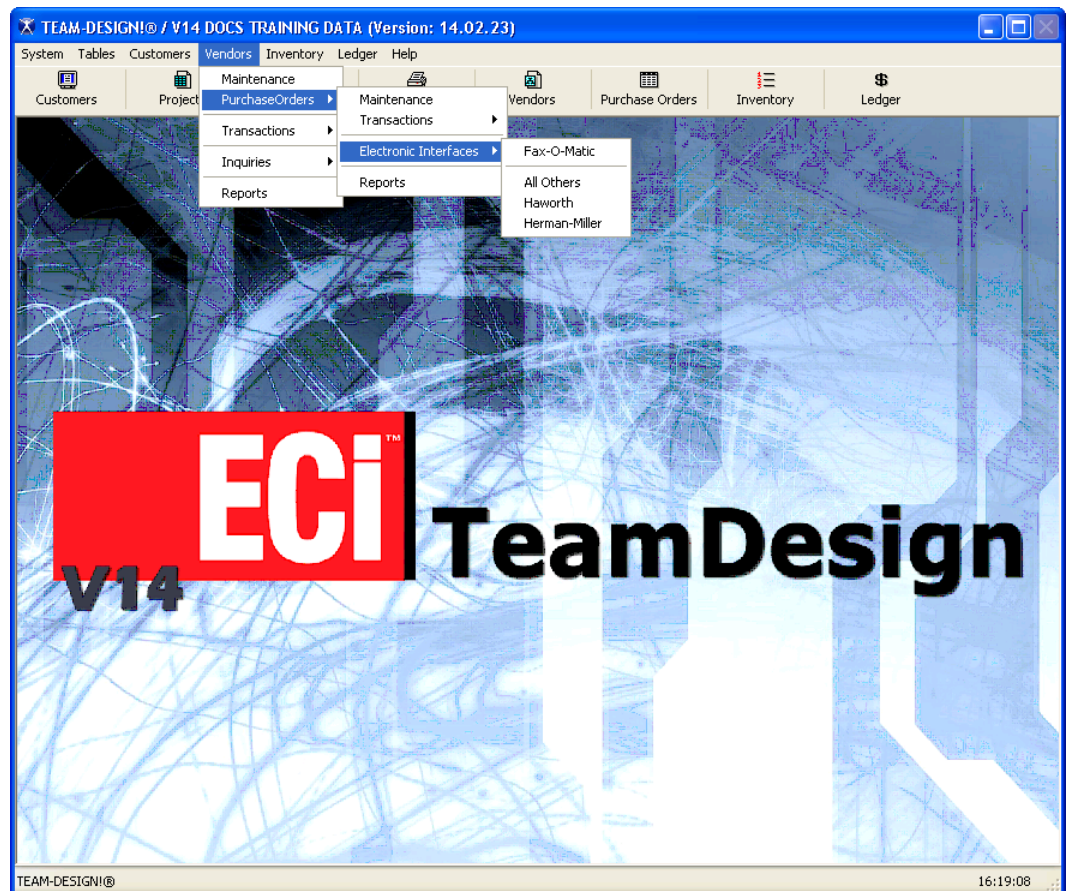 TEAM-DESIGN!® / V14 DOCS TRAINING DATA (Version: 14.02.23)
System Tables Customers Vendors Inventory Ledger Help
Customers Project Vendors Purchase Orders Inventory Ledger
Maintenance
PurchaseOrders
Transactions
Inquiries
Reports
Maintenance
Transactions
Electronic Interfaces
Reports
Fax-O-Matic
All Others
Haworth
Herman-Miller
ECi™
TeamDesign
V14
TEAM-DESIGN!® 16:19:08